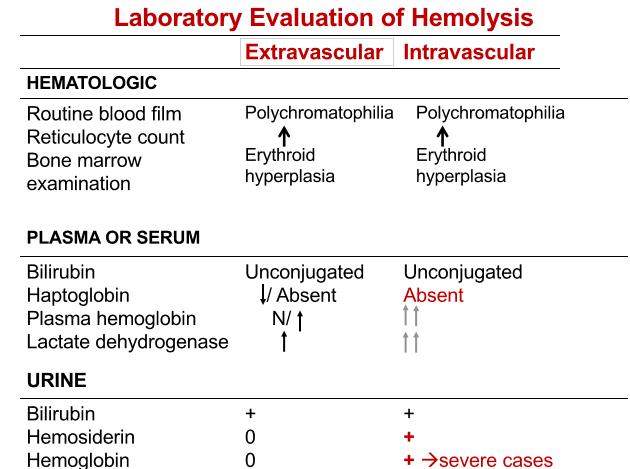 Laboratory Evaluation of Hemolysis
Extravascular Intravascular
HEMATOLOGIC
Routine blood film Polychromatophilia Polychromatophilia
Reticulocyte count ↑ ↑
Bone marrow Erythroid Erythroid
examination hyperplasia hyperplasia
PLASMA OR SERUM
Bilirubin Unconjugated Unconjugated
Haptoglobin ↓/ Absent Absent
Plasma hemoglobin N/ ↑ ↑↑
Lactate dehydrogenase ↑ ↑↑
URINE
Bilirubin + +
Hemosiderin 0 +
Hemoglobin 0 + →severe cases